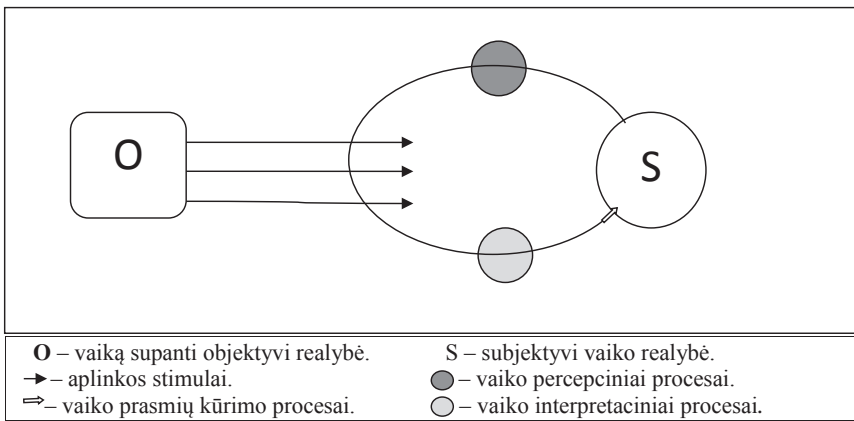 O
S
O – vaiką supanti objektyvi realybė.
S – subjektyvi vaiko realybė.
– aplinkos stimulai.
– vaiko percepciniai procesai.
– vaiko prasmių kūrimo procesai.
– vaiko interpretaciniai procesai.